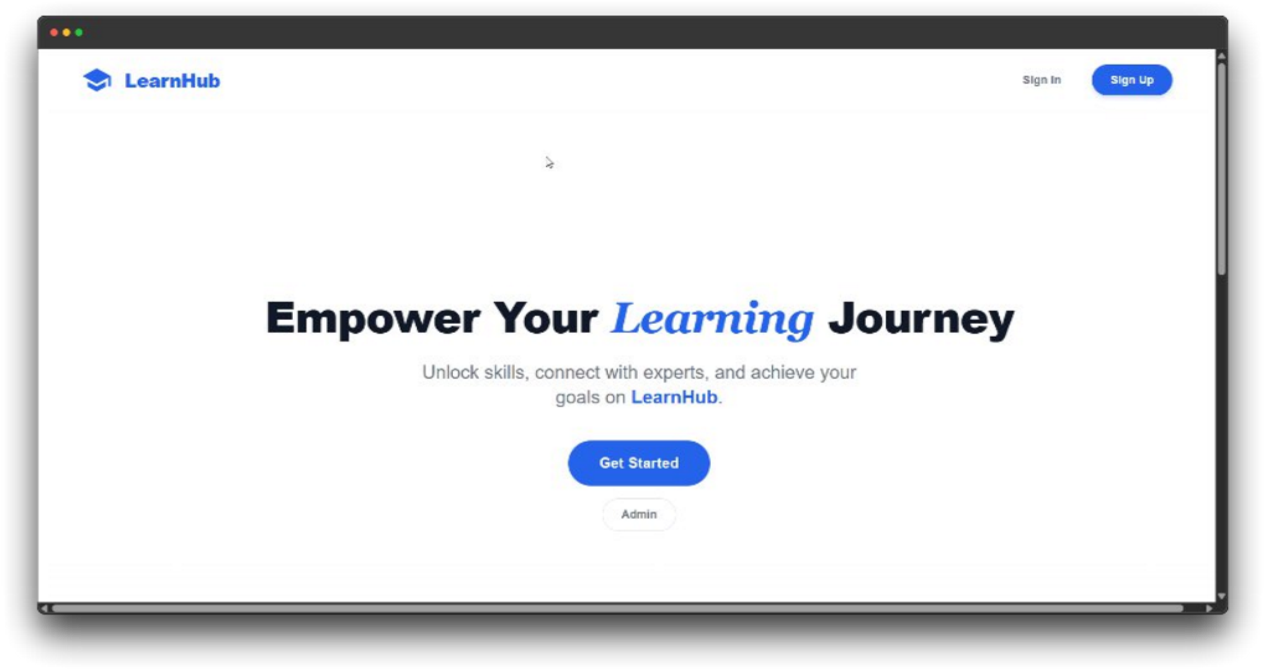 LearnHub
Sign In
Sign Up
Empower Your Learning Journey
Unlock skills, connect with experts, and achieve your
goals on LearnHub.
Get Started
Admin